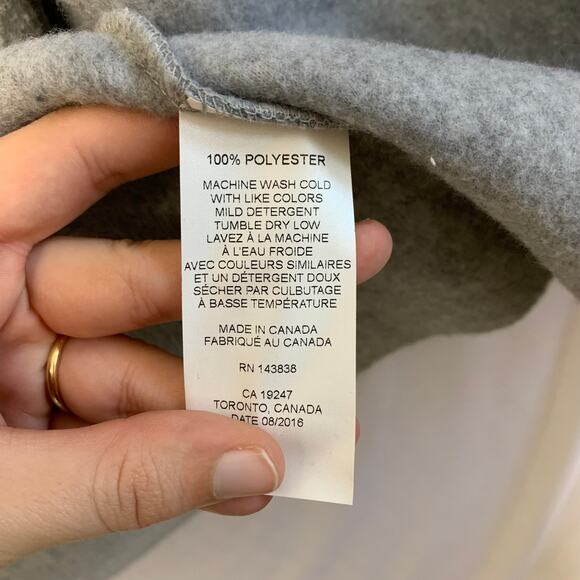 100% POLYESTER
MACHINE WASH COLD
WITH LIKE COLORS
MILD DETERGENT
TUMBLE DRY LOW
LAVEZ À LA MACHINE
À L'EAU FROIDE
AVEC COULEURS SIMILAIRES
ET UN DÉTERGENT DOUX
SÉCHER PAR CULBUTAGE
À BASSE TEMPÉRATURE
MADE IN CANADA
FABRIQUÉ AU CANADA
RN 143838
CA 19247
TORONTO, CANADA
DATE 08/2016